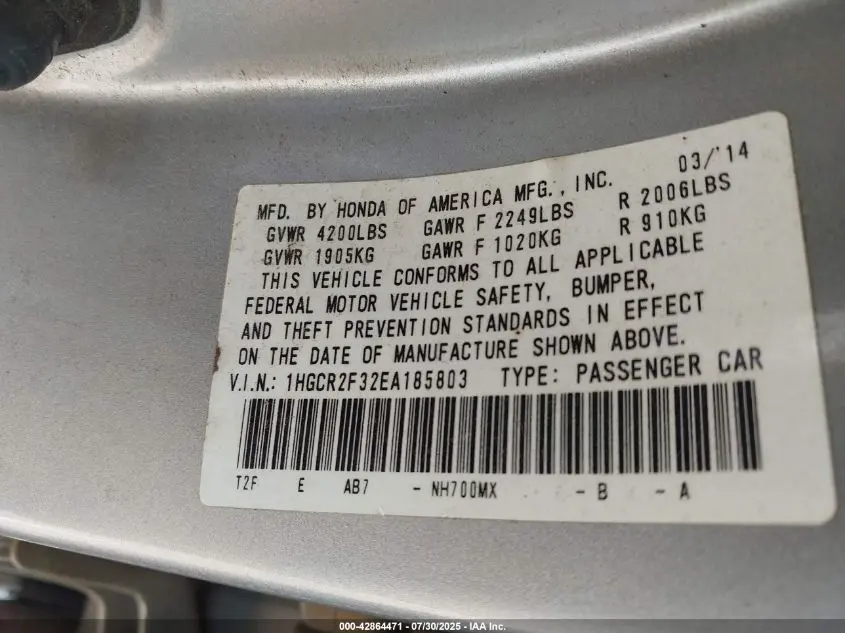 03/'14
MFD. BY HONDA OF AMERICA MFG., INC.
GVWR 4200LBS GAWR F 2249LBS R 2006LBS
GVWR 1905KG GAWR F 1020KG R 910KG
THIS VEHICLE CONFORMS TO ALL APPLICABLE
FEDERAL MOTOR VEHICLE SAFETY, BUMPER,
AND THEFT PREVENTION STANDARDS IN EFFECT
ON THE DATE OF MANUFACTURE SHOWN ABOVE.
V.I.N.: 1HGCR2F32EA185803 TYPE: PASSENGER CAR
T2F E AB7 - NH700MX - B - A
000-42864471 - 07/30/2025 - IAA Inc.